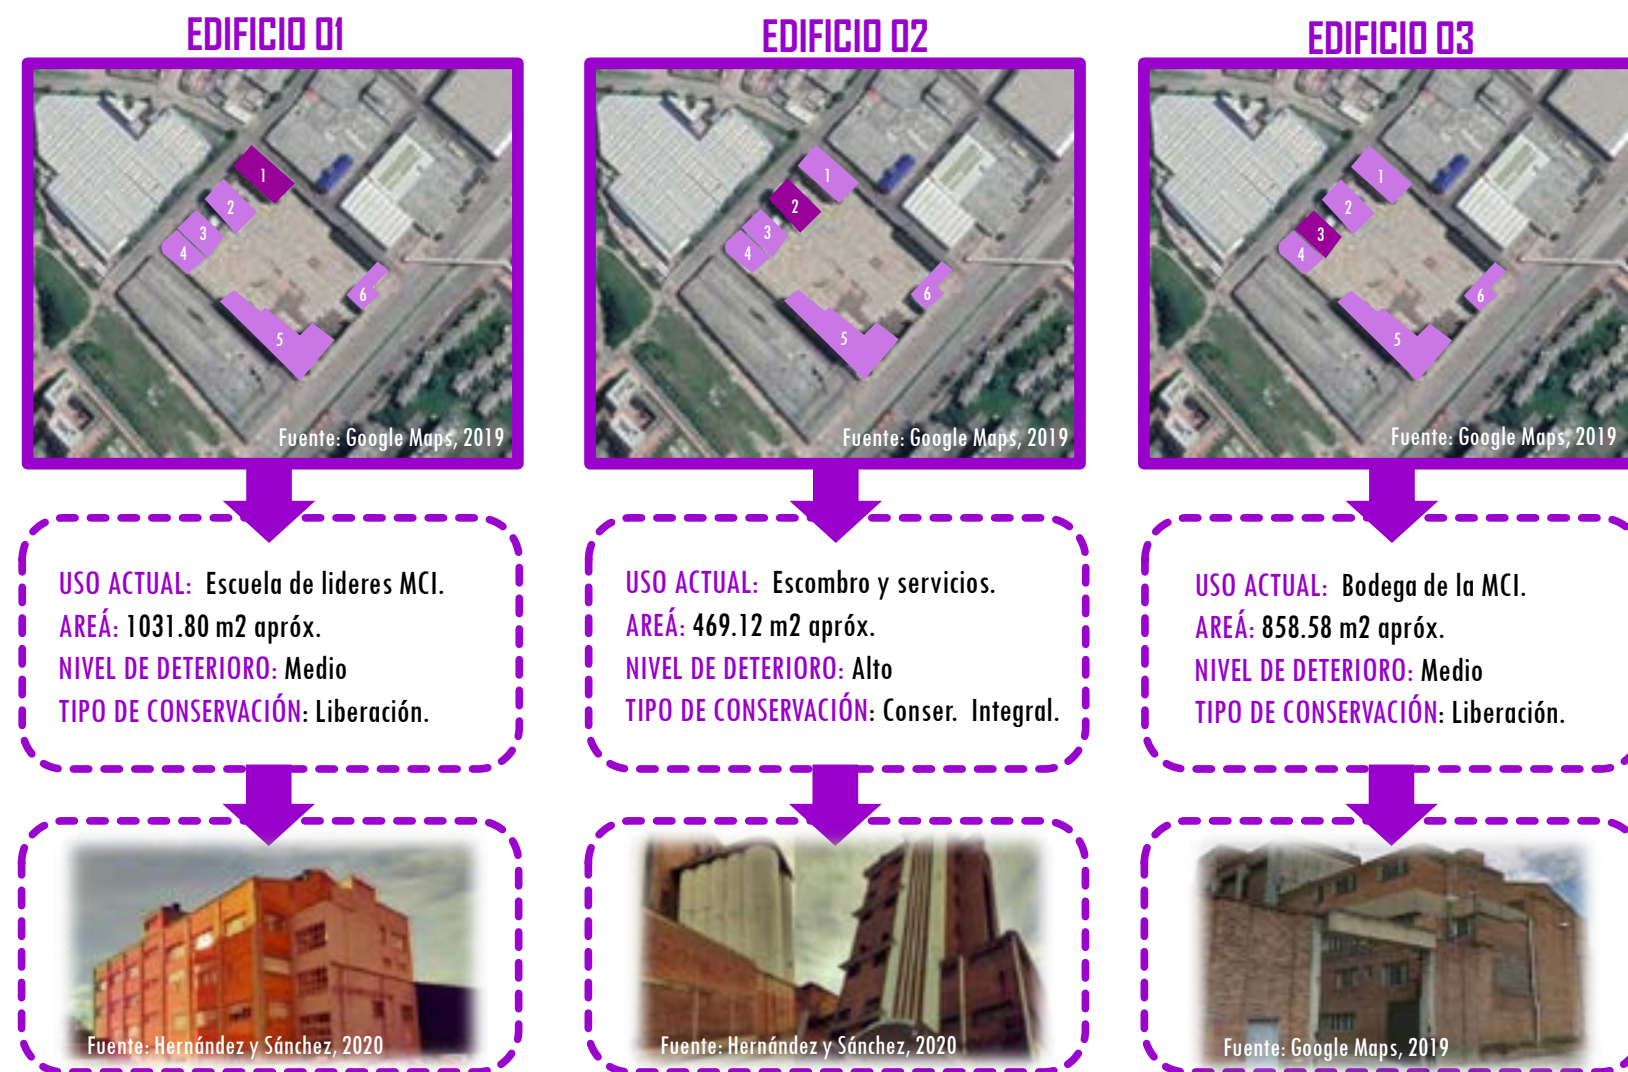 EDIFICIO 01
1
2
3
4
5
6
Fuente: Google Maps, 2019
USO ACTUAL: Escuela de lideres MCI.
AREÁ: 1031.80 m2 apróx.
NIVEL DE DETERIORO: Medio
TIPO DE CONSERVACIÓN: Liberación.
Fuente: Hernández y Sánchez, 2020
EDIFICIO 02
1
2
3
4
5
6
Fuente: Google Maps, 2019
USO ACTUAL: Escombro y servicios.
AREÁ: 469.12 m2 apróx.
NIVEL DE DETERIORO: Alto
TIPO DE CONSERVACIÓN: Conser. Integral.
Fuente: Hernández y Sánchez, 2020
EDIFICIO 03
1
2
3
4
5
6
Fuente: Google Maps, 2019
USO ACTUAL: Bodega de la MCI.
AREÁ: 858.58 m2 apróx.
NIVEL DE DETERIORO: Medio
TIPO DE CONSERVACIÓN: Liberación.
Fuente: Google Maps, 2019